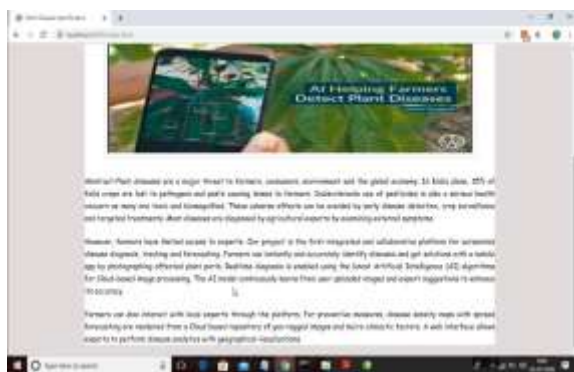 AI Helping Farmers
Detect Plant Diseases
Abstract-Plant diseases are a major threat to farmers, consumers, environment and the global economy. In India alone, 35% of
field crops are lost to pathogens and pests causing losses to farmers. Indiscriminate use of pesticides is also a serious health
concern as many are toxic and biomagnified. These adverse effects can be avoided by early disease detection, crop surveillance
and targeted treatments. Most diseases are diagnosed by agricultural experts by examining external symptoms.
However, farmers have limited access to experts. Our project is the first integrated and collaborative platform for automated
disease diagnosis, tracking and forecasting. Farmers can instantly and accurately identify diseases and get solutions with a mobile
app by photographing affected plant parts. Realtime diagnosis is enabled using the latest Artificial Intelligence (AI) algorithms
for Cloud-based image processing. The AI model continuously learns from user uploaded images and expert suggestions to enhance
its accuracy.
Farmers can also interact with local experts through the platform. For preventive measures, disease density maps with spread
forecasting are rendered from a Cloud based repository of geo-tagged images and micro-climatic factors. A web interface allows
experts to perform disease analytics with geographical visualizations.
Type here to search